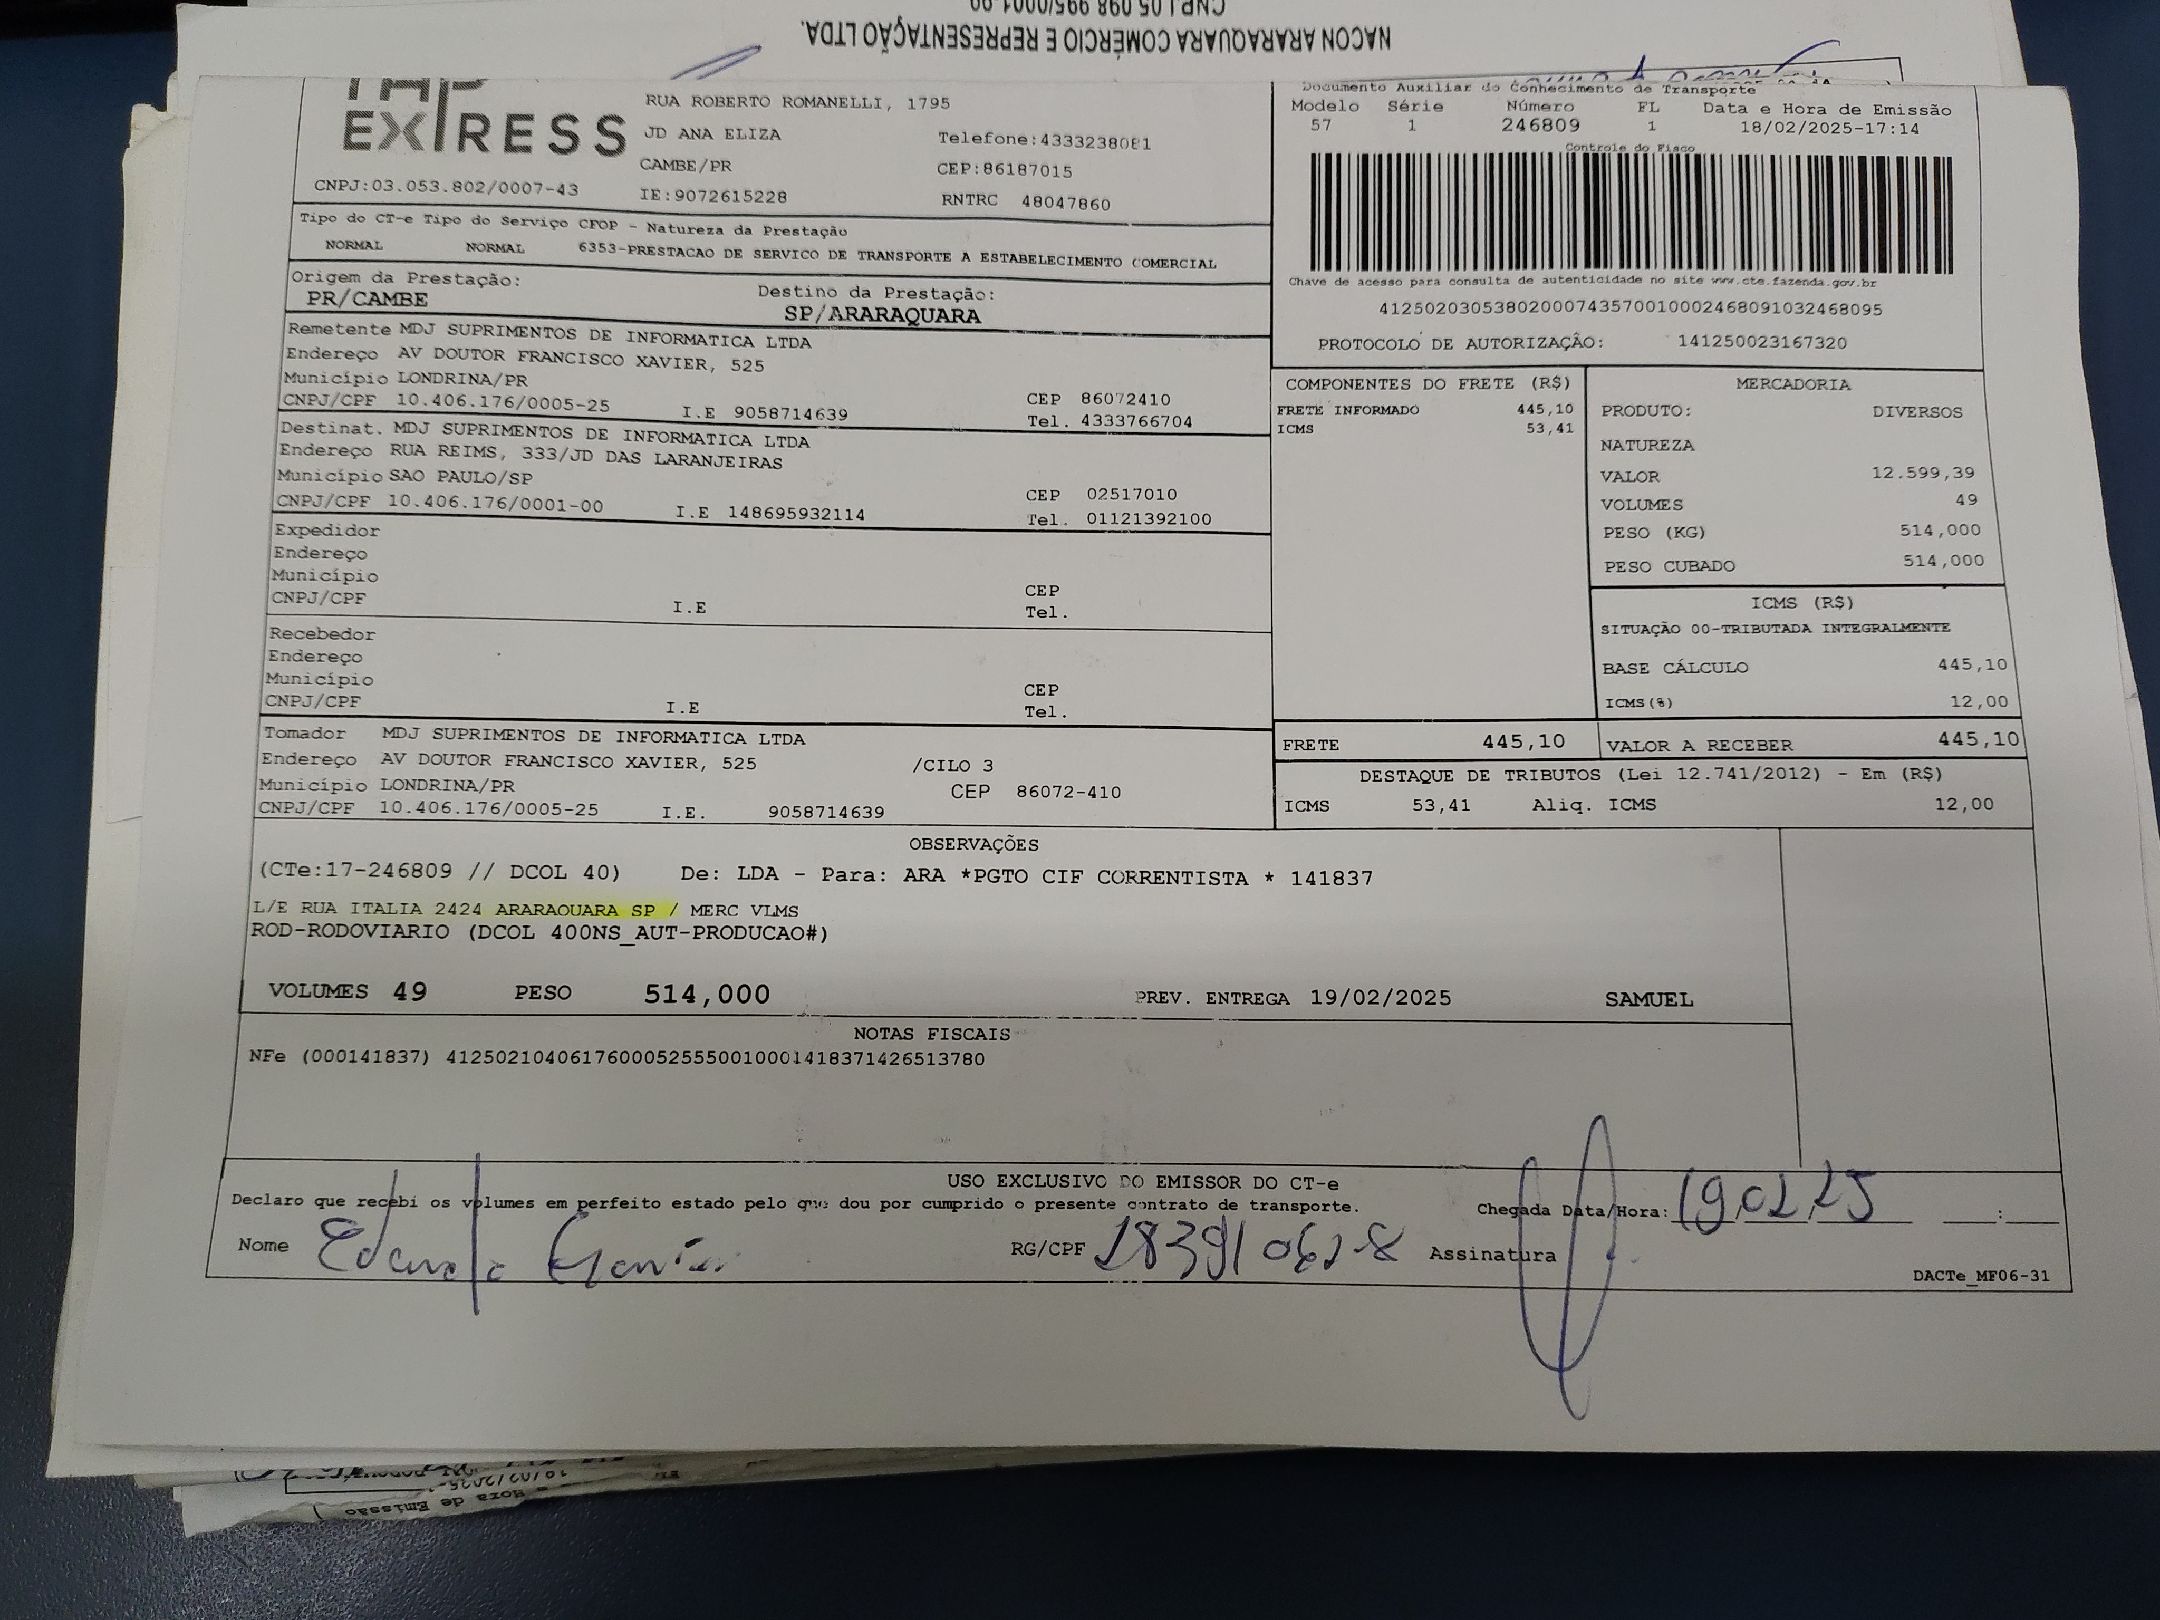 NACON ARARAQUARA COMÉRCIO E REPRESENTAÇÃO LTDA.
EXPRESS
CNPJ:03.053.802/0007-43
RUA ROBERTO ROMANELLI, 1795
JD ANA ELIZA
CAMBE/PR
IE:9072615228
Telefone:4333238081
CEP:86187015
RNTRC 48047860
Documento Auxiliar do Conhecimento de Transporte
Modelo Série Número FL Data e Hora de Emissão
57 1 246809 1 18/02/2025-17:14
Controle do Fisco
Chave de acesso para consulta de autenticidade no site www.cte.fazenda.gov.br
41250203053802000743570010002468091032468095
PROTOCOLO DE AUTORIZAÇÃO: 141250023167320
Tipo do CT-e Tipo do Serviço CFOP - Natureza da Prestação
NORMAL NORMAL 6353-PRESTACAO DE SERVICO DE TRANSPORTE A ESTABELECIMENTO COMERCIAL
Origem da Prestação: Destino da Prestação:
PR/CAMBE SP/ARARAQUARA
Remetente MDJ SUPRIMENTOS DE INFORMATICA LTDA
Endereço AV DOUTOR FRANCISCO XAVIER, 525
Município LONDRINA/PR CEP 86072410
CNPJ/CPF 10.406.176/0005-25 I.E 9058714639 Tel. 4333766704
Destinat. MDJ SUPRIMENTOS DE INFORMATICA LTDA
Endereço RUA REIMS, 333/JD DAS LARANJEIRAS
Município SAO PAULO/SP CEP 02517010
CNPJ/CPF 10.406.176/0001-00 I.E 148695932114 Tel. 01121392100
Expedidor
Endereço
Município CEP
CNPJ/CPF I.E Tel.
Recebedor
Endereço
Município CEP
CNPJ/CPF I.E Tel.
Tomador MDJ SUPRIMENTOS DE INFORMATICA LTDA
Endereço AV DOUTOR FRANCISCO XAVIER, 525 /CILO 3
Município LONDRINA/PR CEP 86072-410
CNPJ/CPF 10.406.176/0005-25 I.E. 9058714639
COMPONENTES DO FRETE (R$)
FRETE INFORMADO 445,10
ICMS 53,41
MERCADORIA
PRODUTO: DIVERSOS
NATUREZA
VALOR 12.599,39
VOLUMES 49
PESO (KG) 514,000
PESO CUBADO 514,000
ICMS (R$)
SITUAÇÃO 00-TRIBUTADA INTEGRALMENTE
BASE CÁLCULO 445,10
ICMS(%) 12,00
FRETE 445,10 VALOR A RECEBER 445,10
DESTAQUE DE TRIBUTOS (Lei 12.741/2012) - Em (R$)
ICMS 53,41 Aliq. ICMS 12,00
OBSERVAÇÕES
(CTe:17-246809 // DCOL 40) De: LDA - Para: ARA *PGTO CIF CORRENTISTA * 141837
L/E RUA ITALIA 2424 ARARAQUARA SP / MERC VLMS
ROD-RODOVIARIO (DCOL 400NS_AUT-PRODUCAO#)
VOLUMES 49 PESO 514,000 PREV. ENTREGA 19/02/2025 SAMUEL
NOTAS FISCAIS
NFe (000141837) 41250210406176000525550010001418371426513780
USO EXCLUSIVO DO EMISSOR DO CT-e
Declaro que recebi os volumes em perfeito estado pelo que dou por cumprido o presente contrato de transporte.
Chegada Data/Hora: 19,02,25 __:__
Nome RG/CPF Assinatura
DACTe_MF06-31